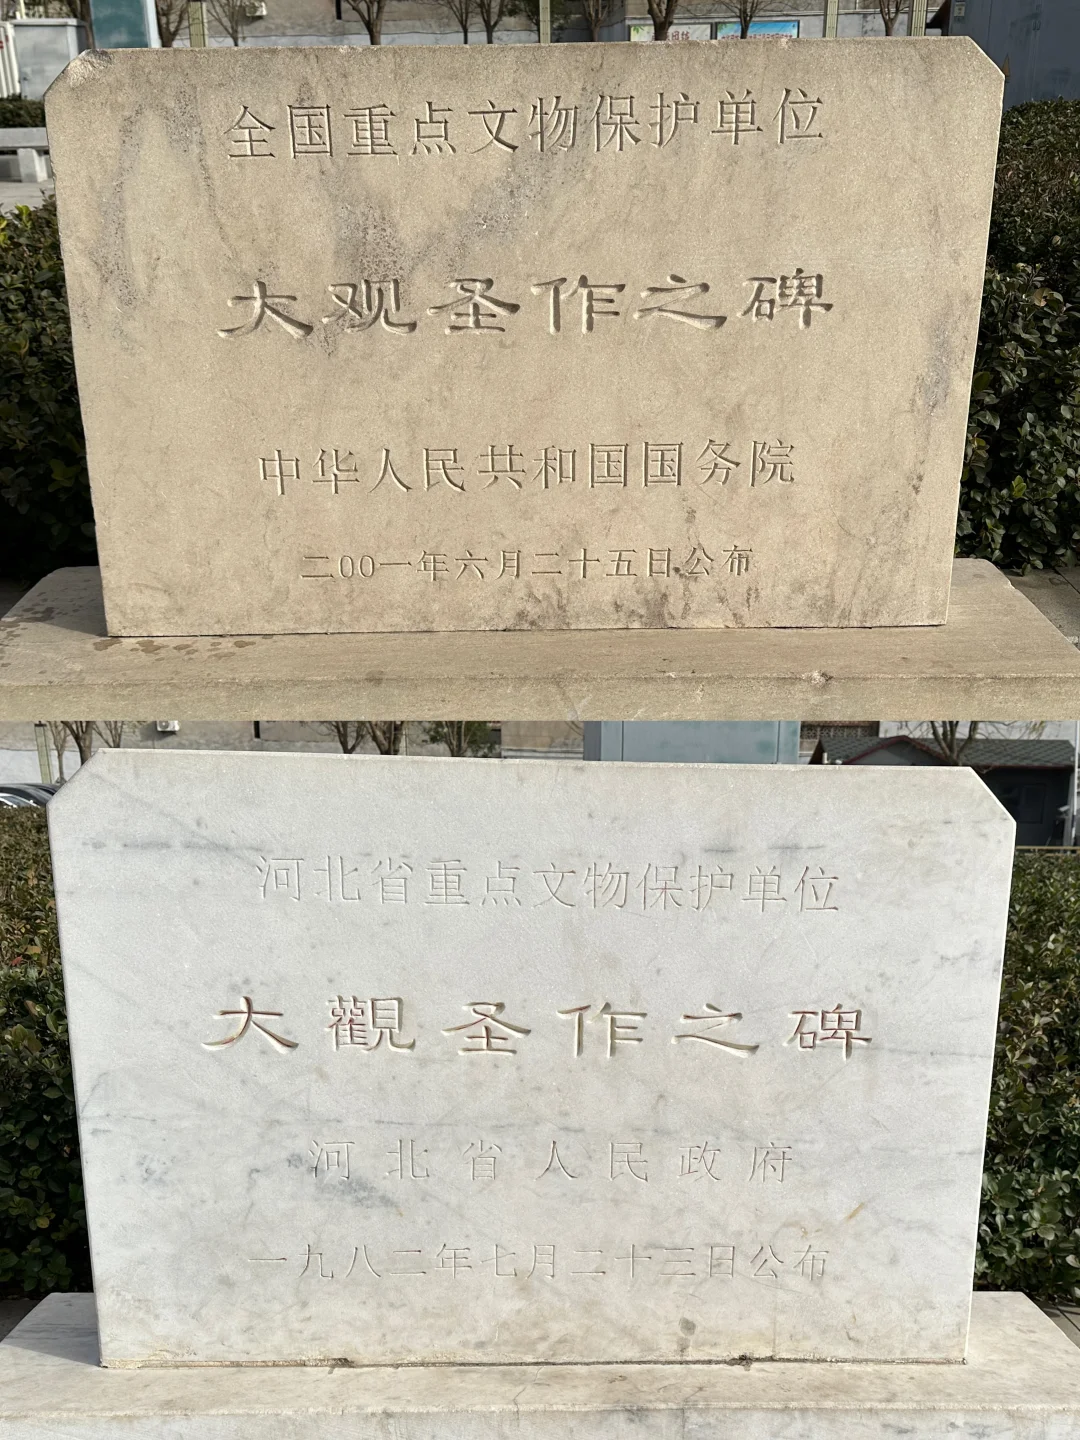 全国重点文物保护单位
大观圣作之碑
中华人民共和国国务院
二00一年六月二十五日公布
河北省重点文物保护单位
大觀圣作之碑
河北省人民政府
一九八二年七月二十三日公布